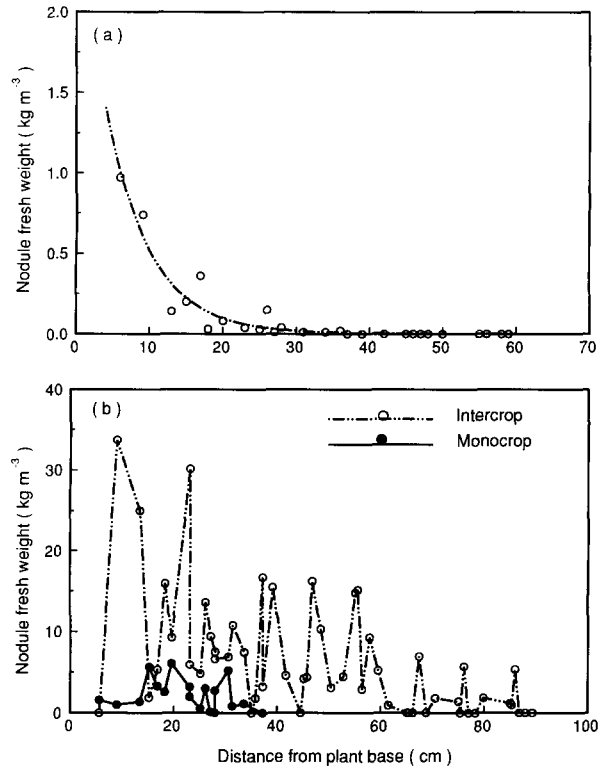 ( a )
2.0
1.5
1.0
0.5
0.0
0 10 20 30 40 50 60 70
Nodule fresh weight ( kg m⁻³ )
( b )
40
30
20
10
0
0 20 40 60 80 100
Nodule fresh weight ( kg m⁻³ )
Intercrop
Monocrop
Distance from plant base ( cm )